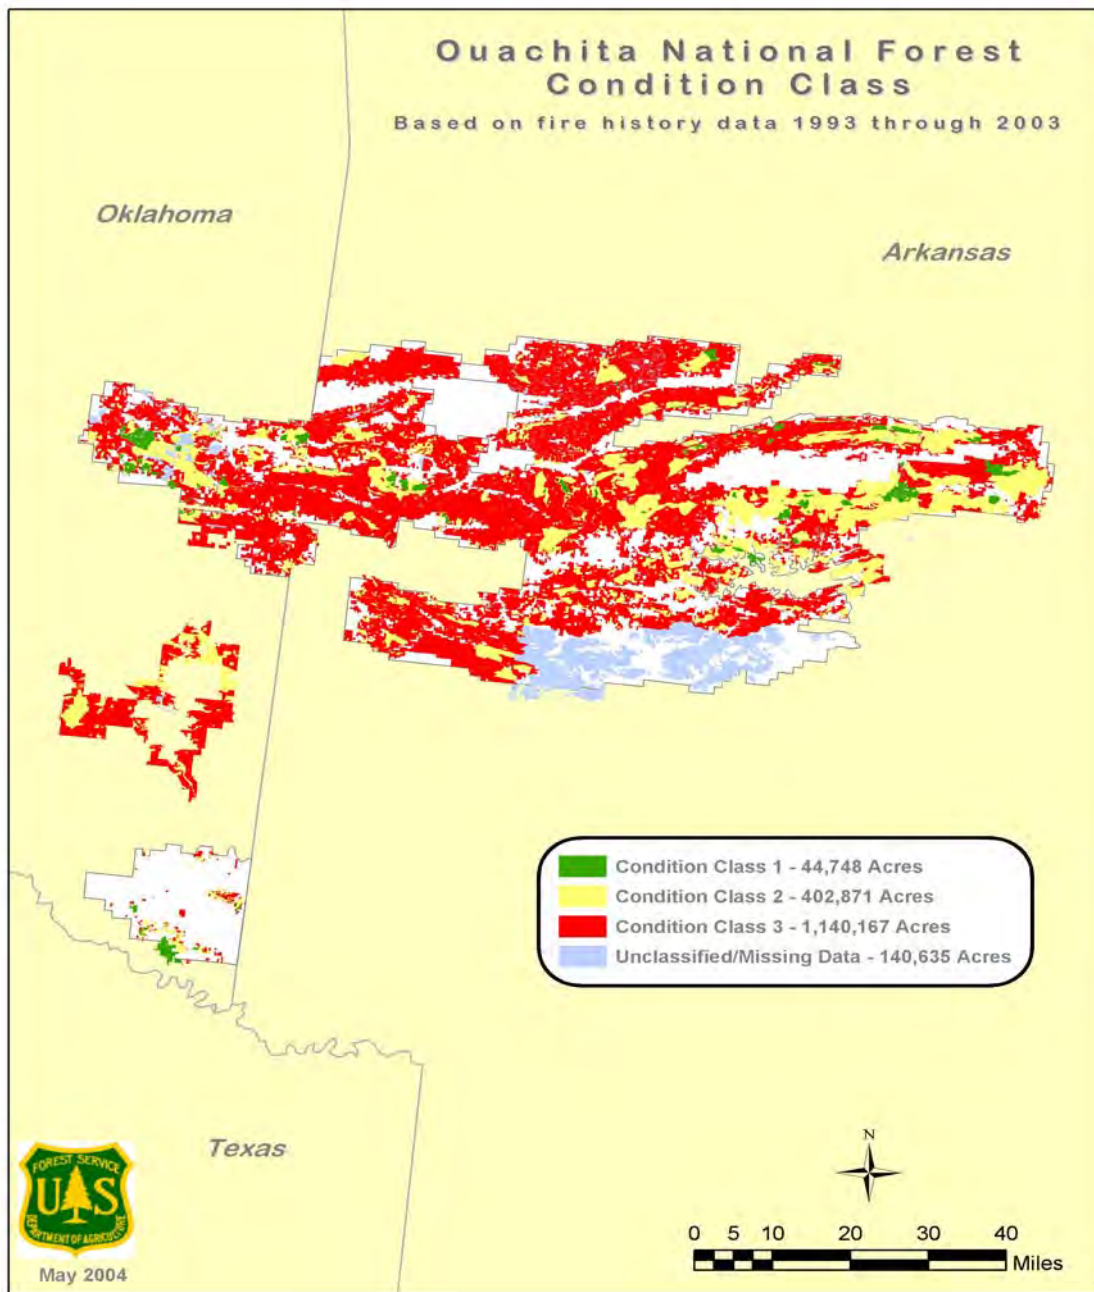 Ouachita National Forest
Condition Class
Based on fire history data 1993 through 2003
Oklahoma
Arkansas
Condition Class 1 - 44,748 Acres
Condition Class 2 - 402,871 Acres
Condition Class 3 - 1,140,167 Acres
Unclassified/Missing Data - 140,635 Acres
Texas
FOREST SERVICE
U S
DEPARTMENT OF AGRICULTURE
May 2004
N
0 5 10 20 30 40
Miles